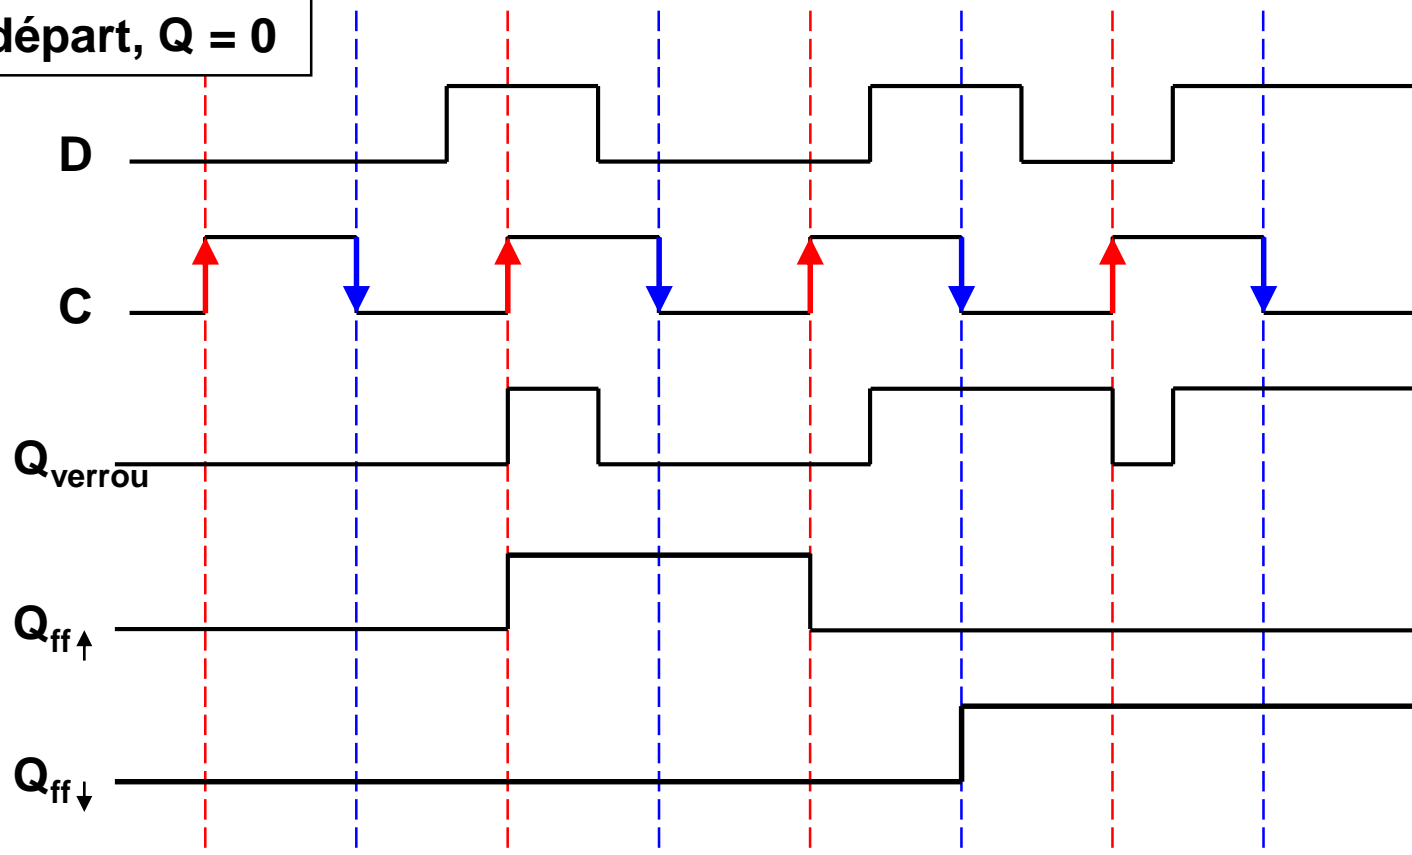 départ, Q = 0
D
C
Qverrou
Qff↑
Qff↓